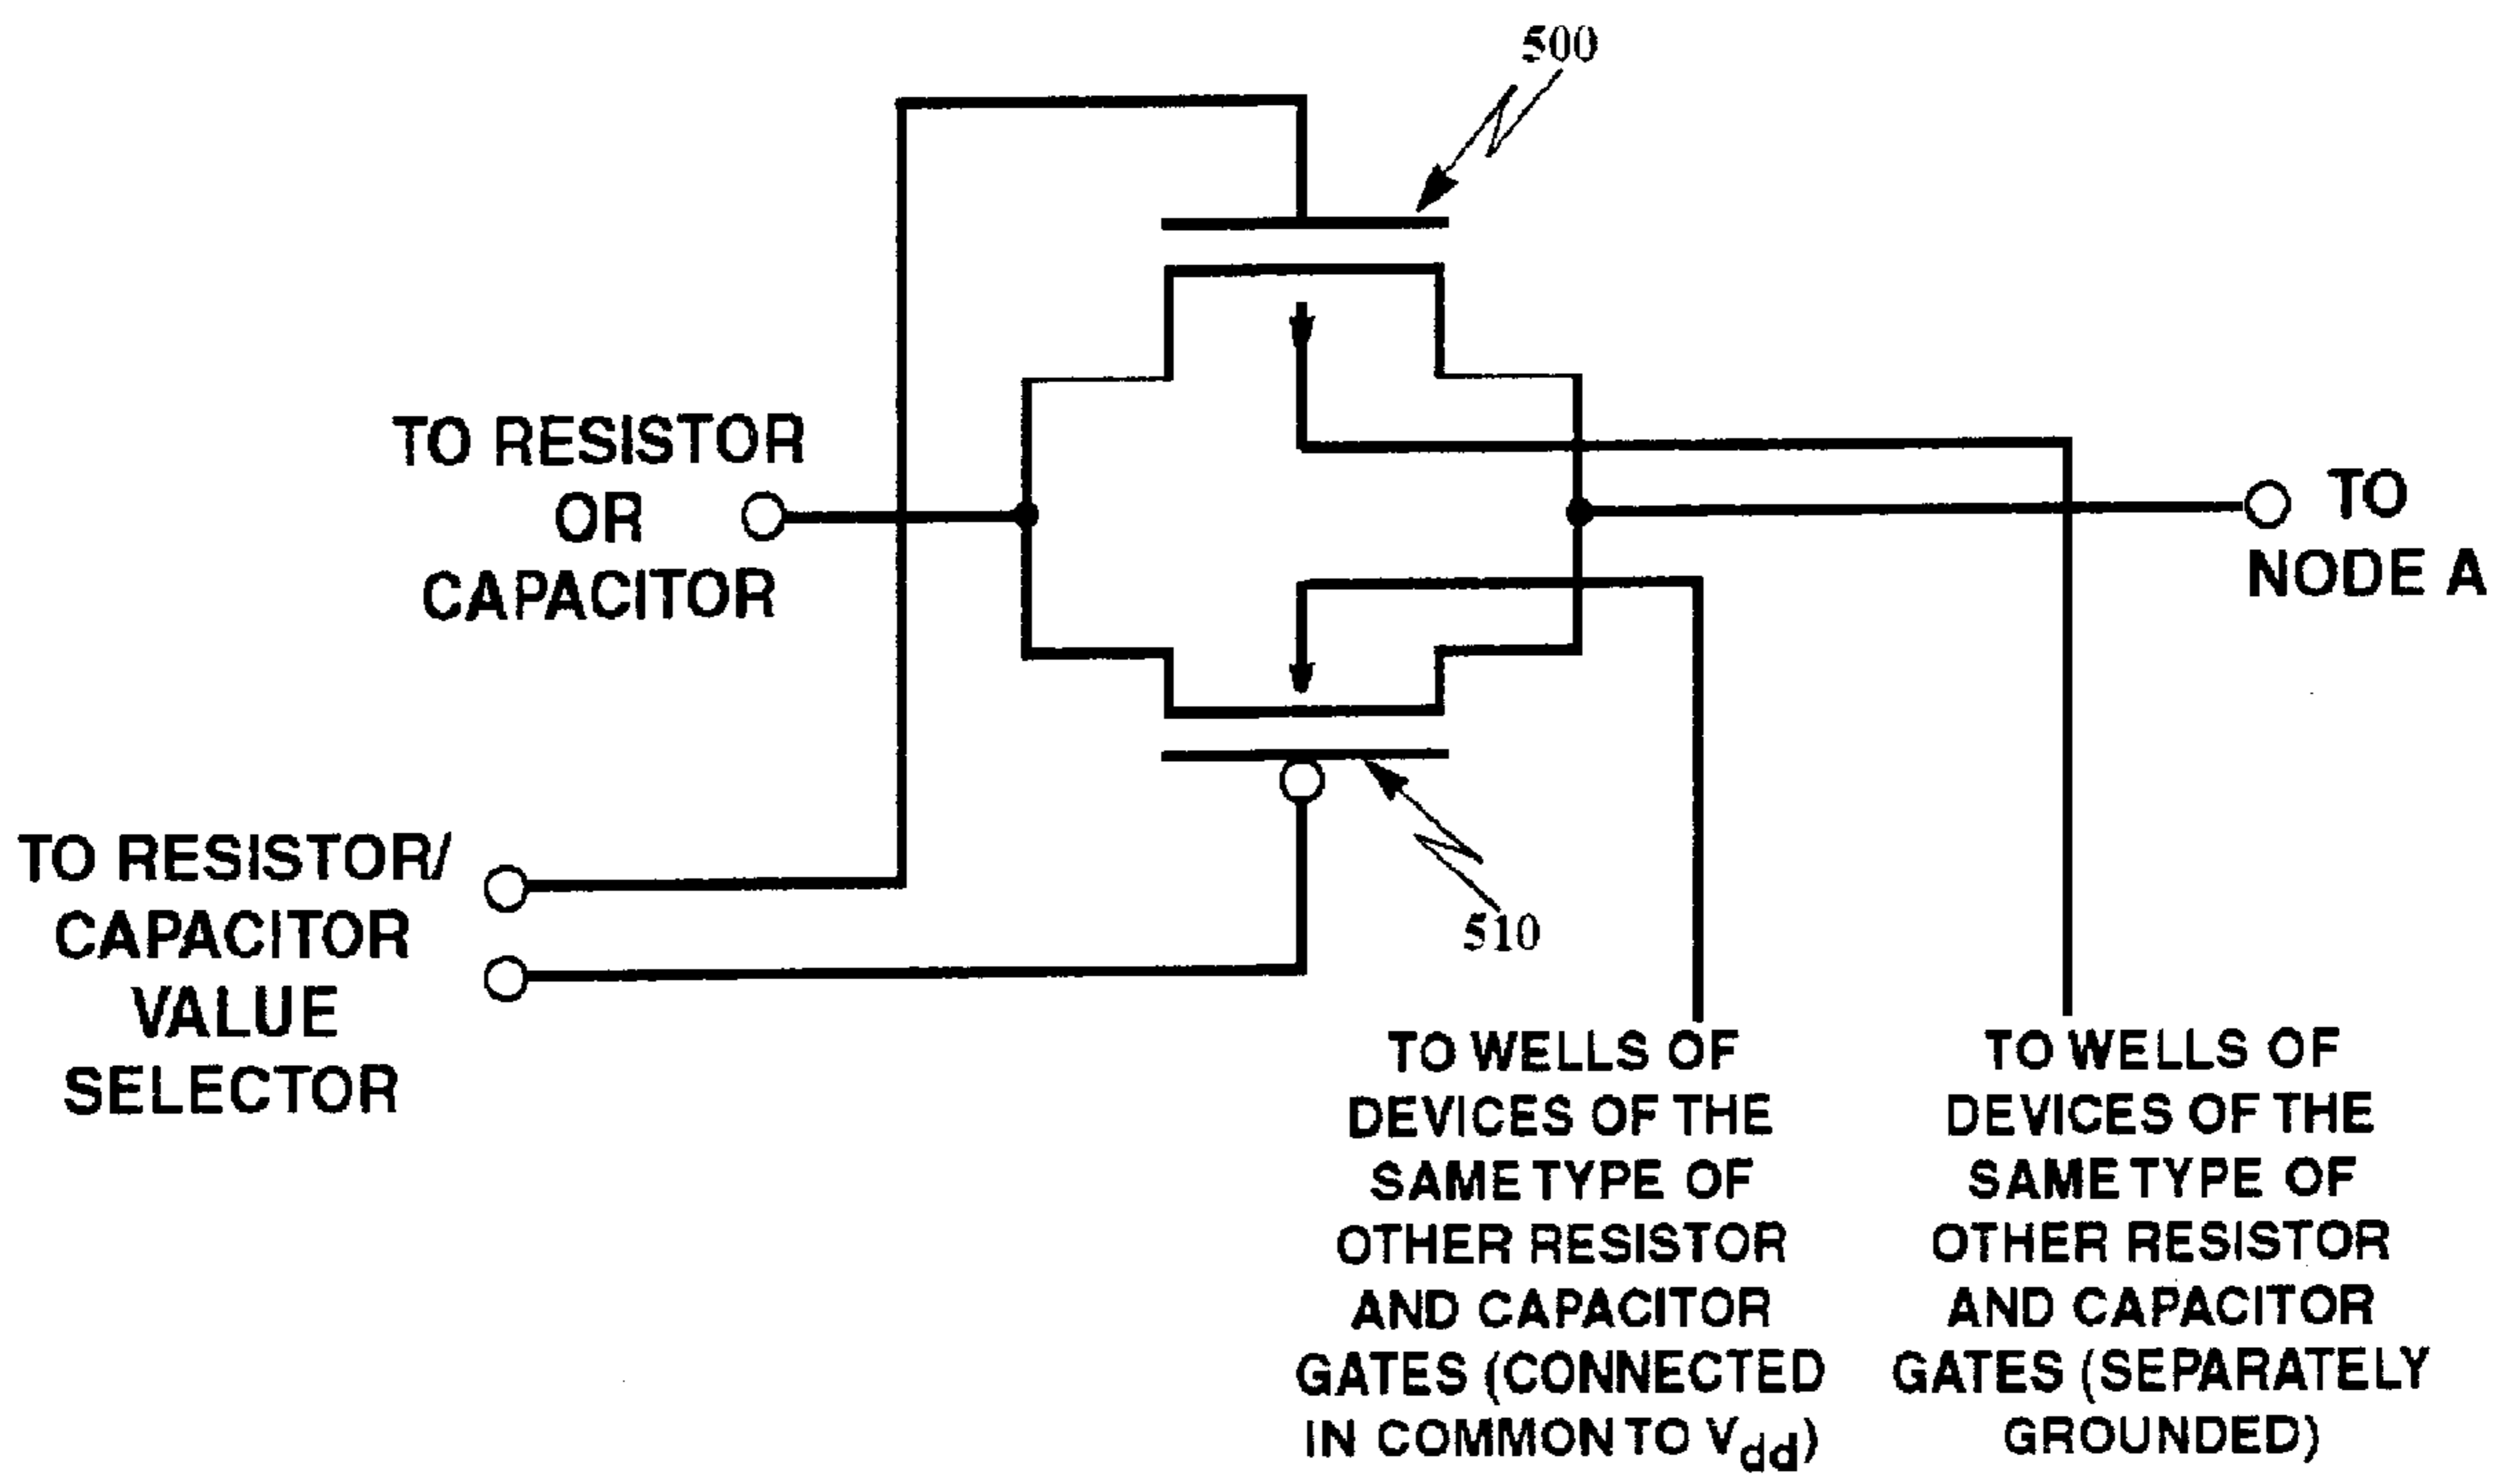 500
TO RESISTOR
OR
CAPACITOR
TO
NODE A
TO RESISTOR/
CAPACITOR
VALUE
SELECTOR
510
TO WELLS OF
DEVICES OF THE
SAME TYPE OF
OTHER RESISTOR
AND CAPACITOR
GATES (CONNECTED
IN COMMON TO Vdd)
TO WELLS OF
DEVICES OF THE
SAME TYPE OF
OTHER RESISTOR
AND CAPACITOR
GATES (SEPARATELY
GROUNDED)